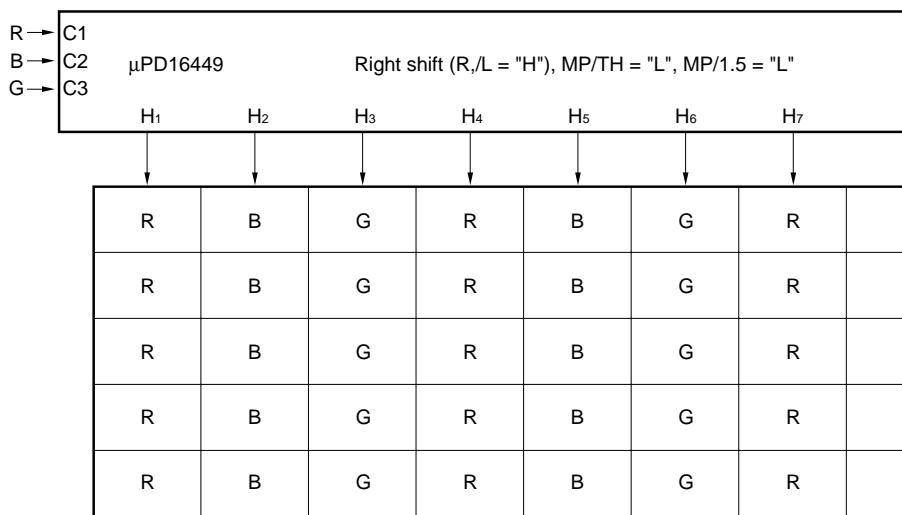 R C1
B C2
G C3
μPD16449 Right shift (R,/L = "H"), MP/TH = "L", MP/1.5 = "L"
H1 H2 H3 H4 H5 H6 H7
R B G R B G R
R B G R B G R
R B G R B G R
R B G R B G R
R B G R B G R